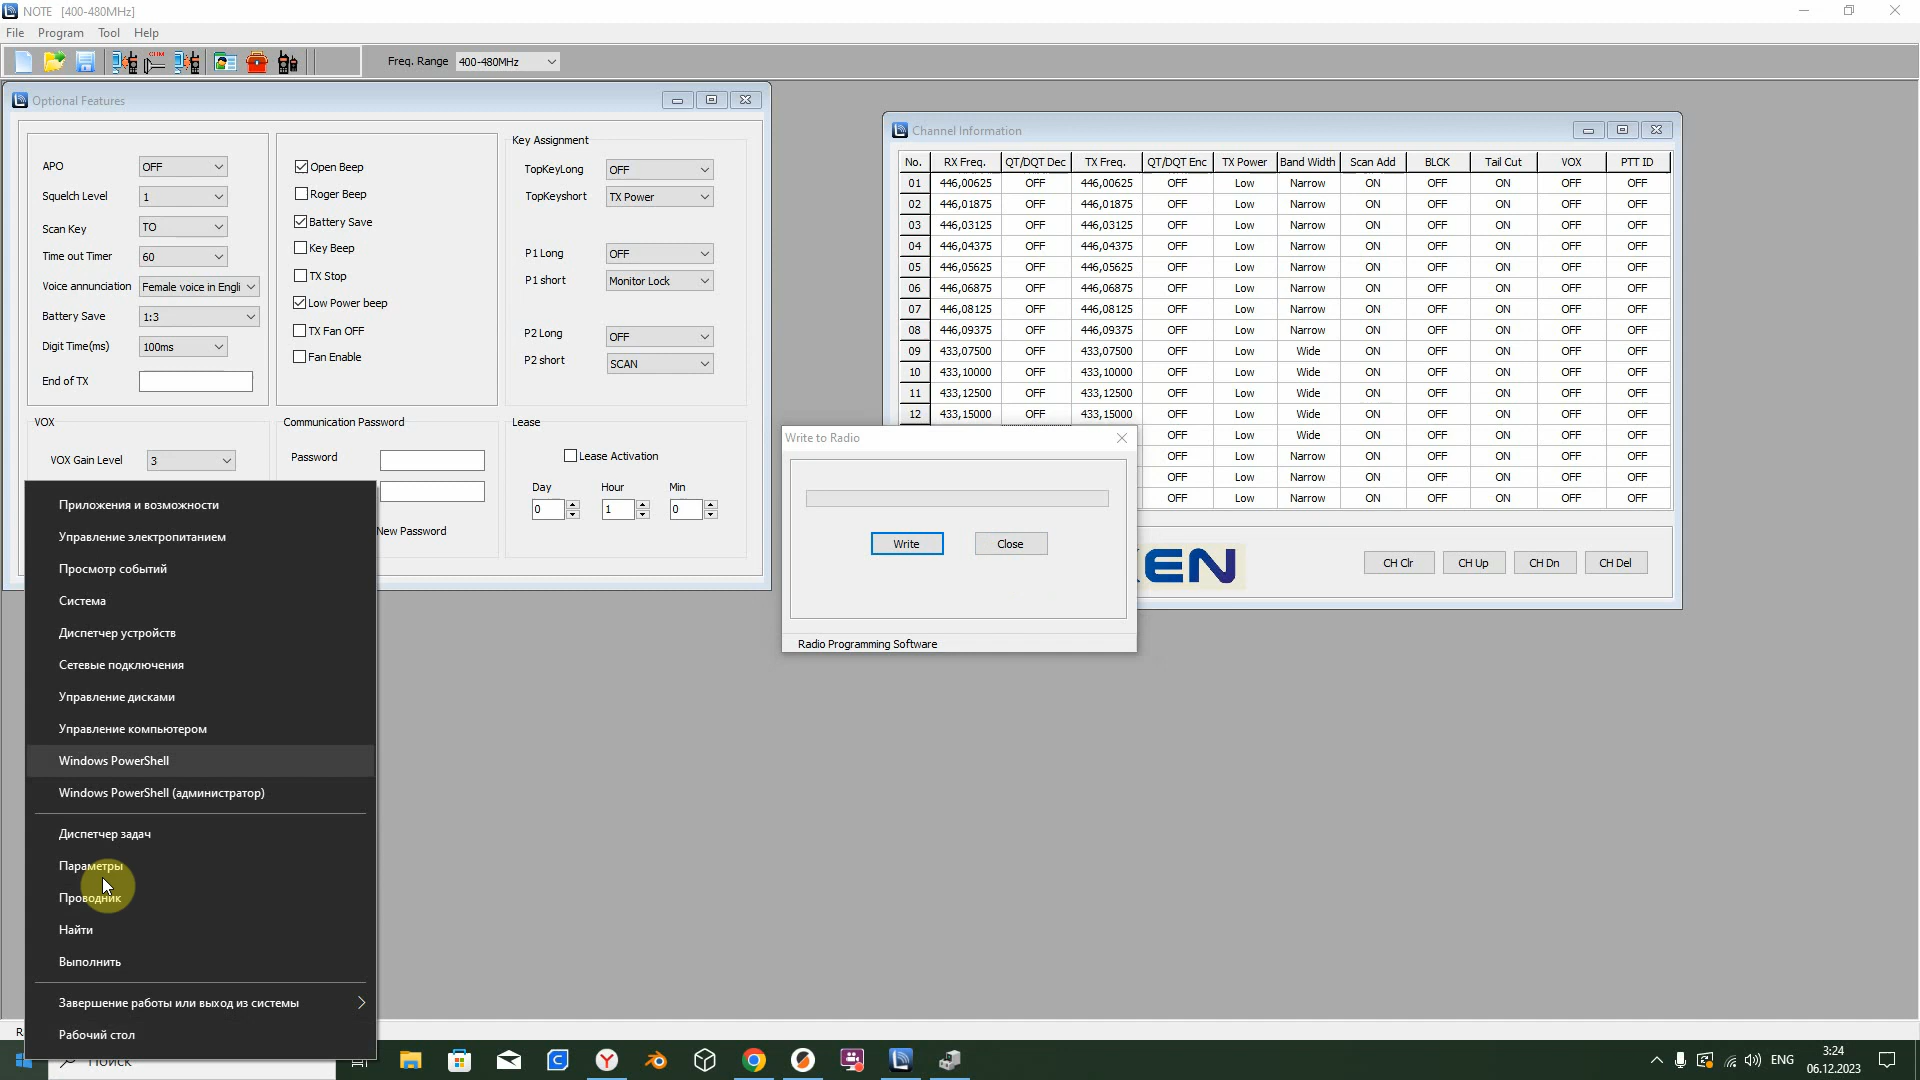 NOTE [400-480MHz]
File Program Tool Help
Freq. Range 400-480MHz
Optional Features
APO OFF
Squelch Level 1
Scan Key TO
Time out Timer 60
Voice annunciation Female voice in Engli
Battery Save 1:3
Digit Time(ms) 100ms
End of TX
Open Beep
Roger Beep
Battery Save
Key Beep
TX Stop
Low Power beep
TX Fan OFF
Fan Enable
Key Assignment
TopKeyLong OFF
TopKeyshort TX Power
P1 Long OFF
P1 short Monitor Lock
P2 Long OFF
P2 short SCAN
VOX
VOX Gain Level 3
Communication Password
Password
New Password
Lease
Lease Activation
Day Hour Min
0 1 0
Channel Information
No. RX Freq. QT/DQT Dec TX Freq. QT/DQT Enc TX Power Band Width Scan Add BLCK Tail Cut VOX PTT ID
01 446,00625 OFF 446,00625 OFF Low Narrow ON OFF ON OFF OFF
02 446,01875 OFF 446,01875 OFF Low Narrow ON OFF ON OFF OFF
03 446,03125 OFF 446,03125 OFF Low Narrow ON OFF ON OFF OFF
04 446,04375 OFF 446,04375 OFF Low Narrow ON OFF ON OFF OFF
05 446,05625 OFF 446,05625 OFF Low Narrow ON OFF ON OFF OFF
06 446,06875 OFF 446,06875 OFF Low Narrow ON OFF ON OFF OFF
07 446,08125 OFF 446,08125 OFF Low Narrow ON OFF ON OFF OFF
08 446,09375 OFF 446,09375 OFF Low Narrow ON OFF ON OFF OFF
09 433,07500 OFF 433,07500 OFF Low Wide ON OFF ON OFF OFF
10 433,10000 OFF 433,10000 OFF Low Wide ON OFF ON OFF OFF
11 433,12500 OFF 433,12500 OFF Low Wide ON OFF ON OFF OFF
12 433,15000 OFF 433,15000 OFF Low Wide ON OFF ON OFF OFF
OFF Low Wide ON OFF ON OFF OFF
OFF Low Narrow ON OFF ON OFF OFF
OFF Low Narrow ON OFF ON OFF OFF
OFF Low Narrow ON OFF ON OFF OFF
EN
CH Clr CH Up CH Dn CH Del
Write to Radio
Write Close
Radio Programming Software
Приложения и возможности
Управление электропитанием
Просмотр событий
Система
Диспетчер устройств
Сетевые подключения
Управление дисками
Управление компьютером
Windows PowerShell
Windows PowerShell (администратор)
Диспетчер задач
Параметры
Проводник
Найти
Выполнить
Завершение работы или выход из системы
Рабочий стол
R
Поиск
ENG
3:24
06.12.2023